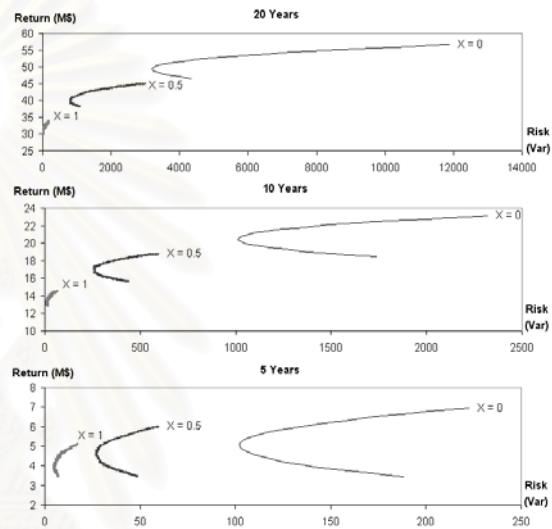 Return (M$)
20 Years
60
55
50
45
40
35
30
25
X = 0
X = 0.5
X = 1
Risk
(Var)
0 2000 4000 6000 8000 10000 12000 14000
Return (M$)
10 Years
24
22
20
18
16
14
12
10
X = 0
X = 0.5
X = 1
Risk
(Var)
0 500 1000 1500 2000 2500
Return (M$)
5 Years
8
7
6
5
4
3
2
X = 0
X = 0.5
X = 1
Risk
(Var)
0 50 100 150 200 250